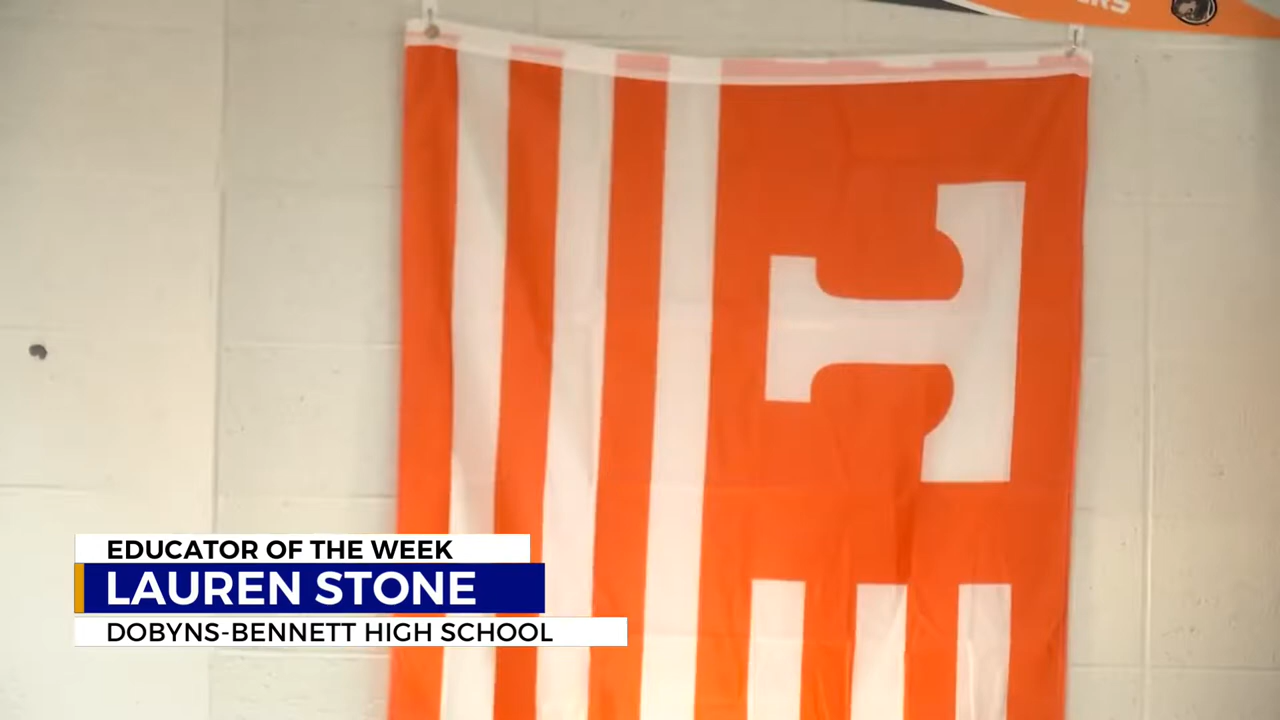 T
EDUCATOR OF THE WEEK
LAUREN STONE
DOBYNS-BENNETT HIGH SCHOOL